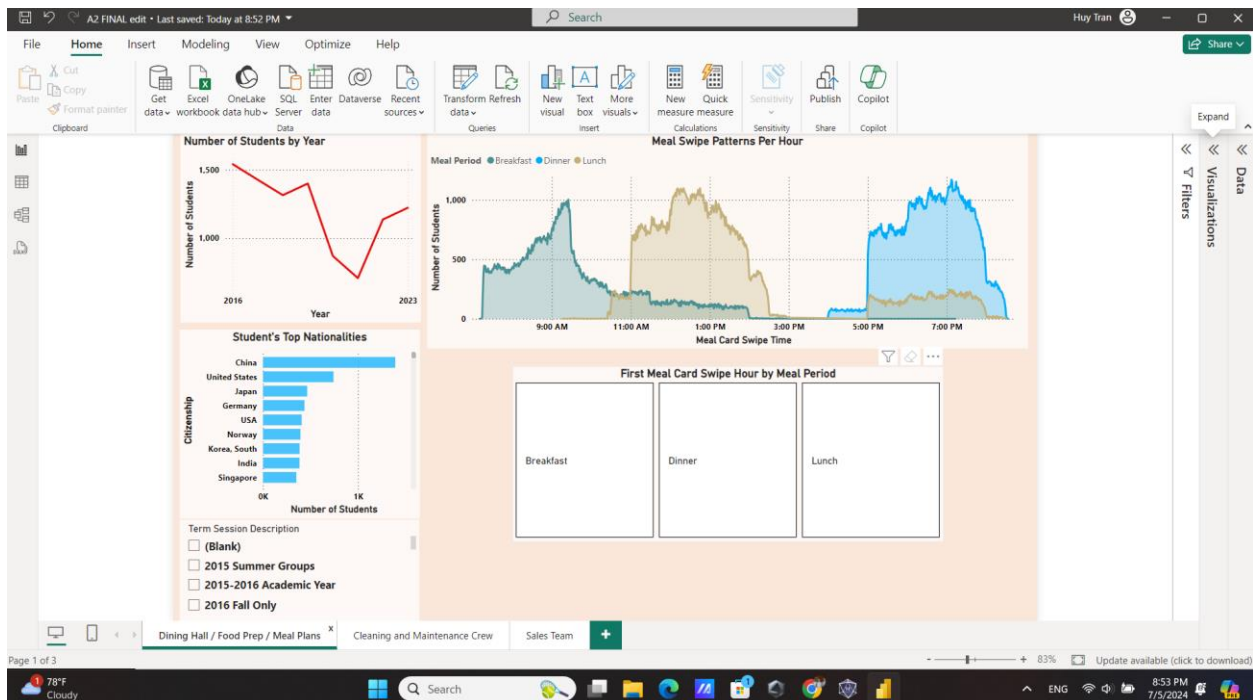 A2 FINAL edit • Last saved: Today at 8:52 PM
Search
Huy Tran
File Home Insert Modeling View Optimize Help
Share
Paste
Cut
Copy
Format painter
Get data
Excel workbook
OneLake data hub
SQL Server
Enter data
Dataverse
Recent sources
Transform data
Refresh
New visual
Text box
More visuals
New measure
Quick measure
Sensitivity
Publish
Copilot
Clipboard
Data
Queries
Insert
Calculations
Sensitivity
Share
Copilot
Expand
Filters
Visualizations
Data
Number of Students by Year
Number of Students
1,500
1,000
2016 2023
Year
Meal Swipe Patterns Per Hour
Meal Period Breakfast Dinner Lunch
Number of Students
1,000
500
0
9:00 AM 11:00 AM 1:00 PM 3:00 PM 5:00 PM 7:00 PM
Meal Card Swipe Time
Student's Top Nationalities
Citizenship
China
United States
Japan
Germany
USA
Norway
Korea, South
India
Singapore
0K 1K
Number of Students
First Meal Card Swipe Hour by Meal Period
Breakfast
Dinner
Lunch
Term Session Description
(Blank)
2015 Summer Groups
2015-2016 Academic Year
2016 Fall Only
Dining Hall / Food Prep / Meal Plans x
Cleaning and Maintenance Crew
Sales Team
+
Page 1 of 3
- + 83%
Update available (click to download)
1
78°F
Cloudy
Search
ENG
8:53 PM
7/5/2024